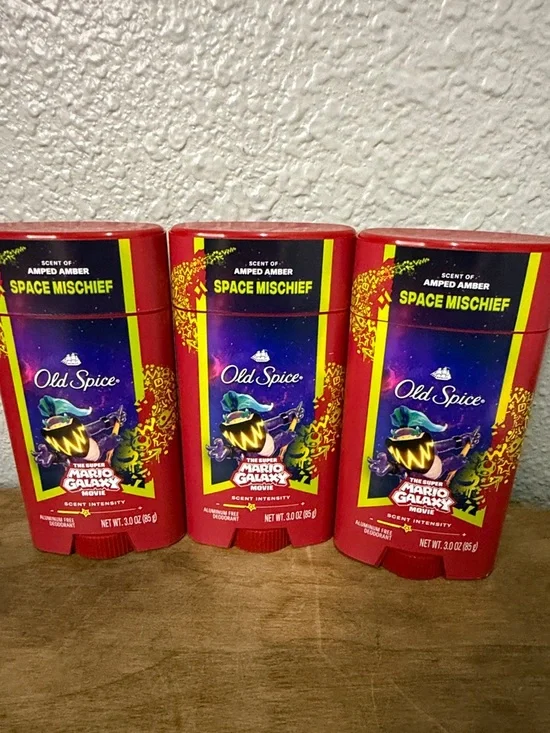 SCENT OF
AMPED AMBER
SPACE MISCHIEF
Old Spice
THE SUPER
MARIO
GALAXY
MOVIE
SCENT INTENSITY
ALUMINUM FREE
DEODORANT
NET WT. 3.0 OZ (85 g)
SCENT OF
AMPED AMBER
SPACE MISCHIEF
Old Spice
THE SUPER
MARIO
GALAXY
MOVIE
SCENT INTENSITY
ALUMINUM FREE
DEODORANT
NET WT. 3.0 OZ (85 g)
SCENT OF
AMPED AMBER
SPACE MISCHIEF
Old Spice
THE SUPER
MARIO
GALAXY
MOVIE
SCENT INTENSITY
ALUMINUM FREE
DEODORANT
NET WT. 3.0 OZ (85 g)